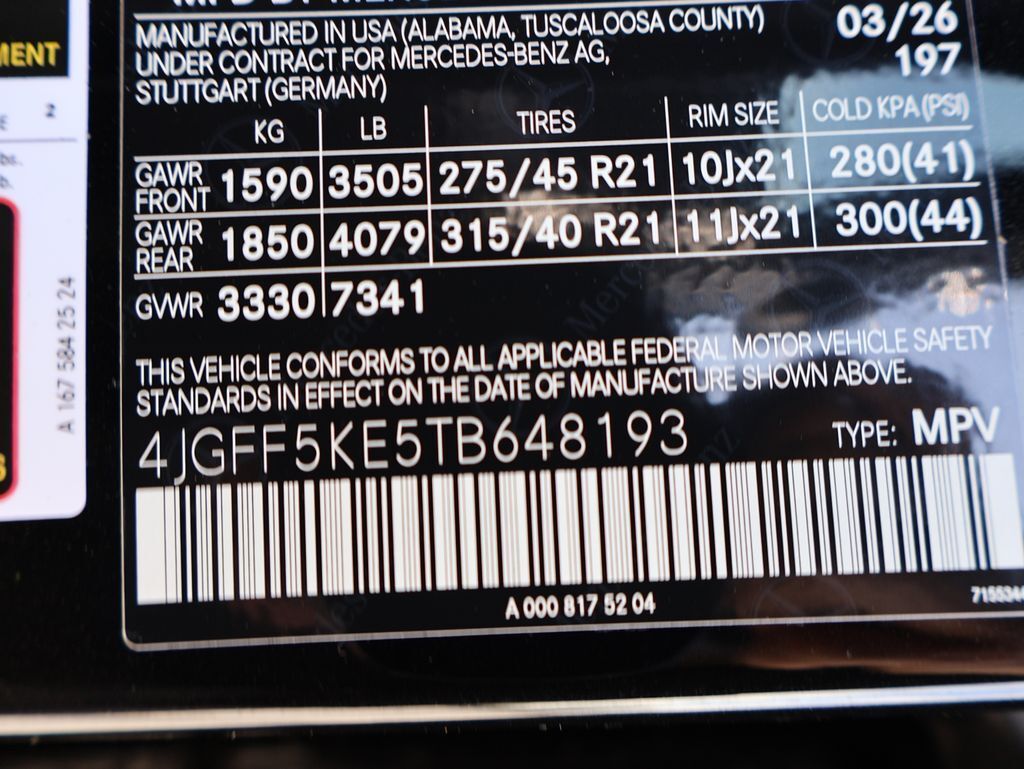 MENT
2
MANUFACTURED IN USA (ALABAMA, TUSCALOOSA COUNTY) 03/26
UNDER CONTRACT FOR MERCEDES-BENZ AG, 197
STUTTGART (GERMANY)
KG LB TIRES RIM SIZE COLD KPA (PSI)
GAWR FRONT 1590 3505 275/45 R21 10Jx21 280(41)
GAWR REAR 1850 4079 315/40 R21 11Jx21 300(44)
GVWR 3330 7341
THIS VEHICLE CONFORMS TO ALL APPLICABLE FEDERAL MOTOR VEHICLE SAFETY
STANDARDS IN EFFECT ON THE DATE OF MANUFACTURE SHOWN ABOVE.
4JGFF5KE5TB648193 TYPE: MPV
A 000 817 52 04
A 167 584 25 24